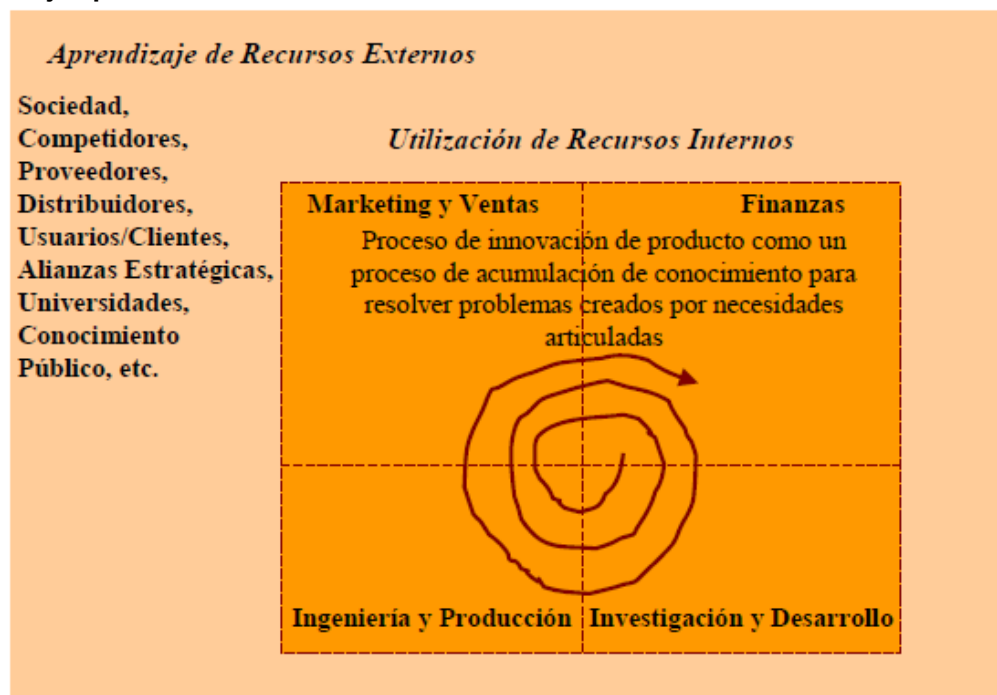 Aprendizaje de Recursos Externos
Sociedad,
Competidores,
Proveedores,
Distribuidores,
Usuarios/Clientes,
Alianzas Estratégicas,
Universidades,
Conocimiento
Público, etc.
Utilización de Recursos Internos
Marketing y Ventas
Finanzas
Proceso de innovación de producto como un
proceso de acumulación de conocimiento para
resolver problemas creados por necesidades
articuladas
Ingeniería y Producción
Investigación y Desarrollo